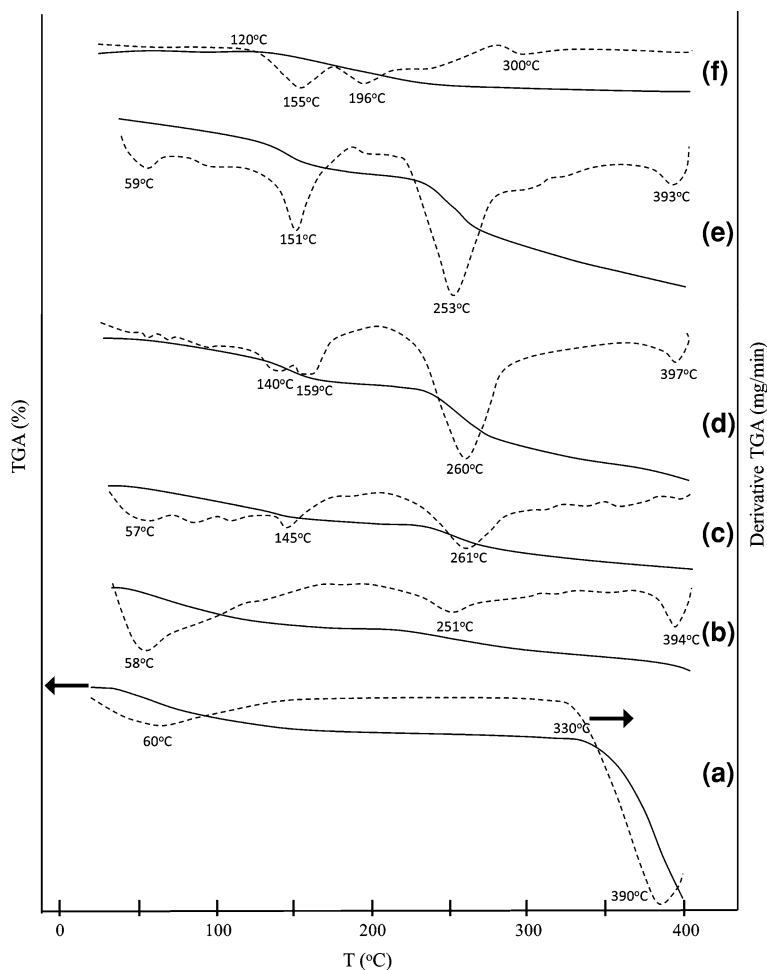 120°C
300°C
(f)
155°C
196°C
59°C
393°C
151°C
(e)
253°C
140°C
159°C
397°C
(d)
260°C
57°C
145°C
(c)
261°C
251°C
(b)
394°C
58°C
330°C
60°C
(a)
390°C
0 100 200 300 400
T (°C)
TGA (%)
Derivative TGA (mg/min)